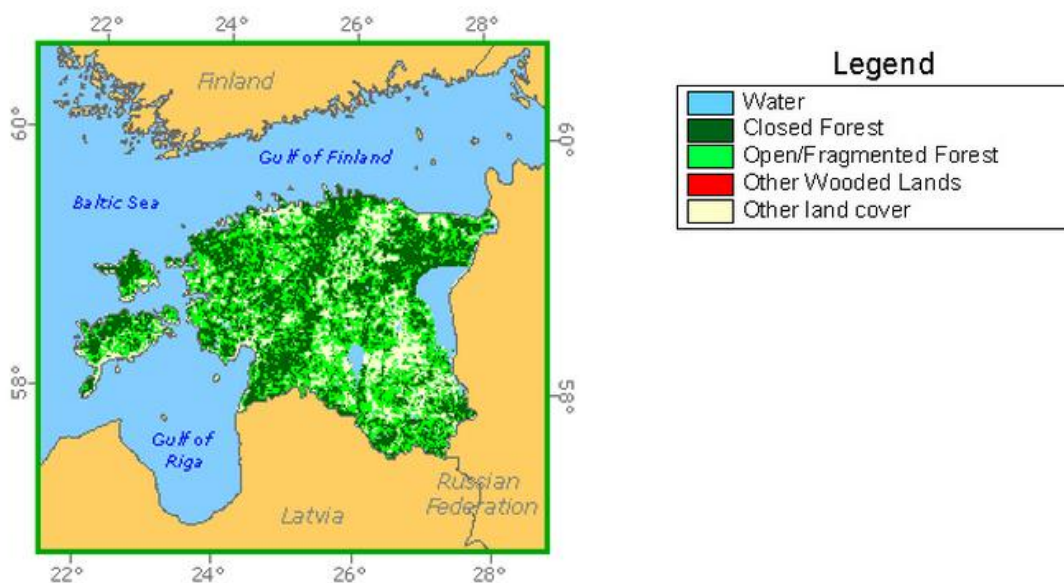 22°
24°
26°
28°
60°
60°
58°
58°
Finland
Gulf of Finland
Baltic Sea
Gulf of
Riga
Latvia
Russian
Federation
22°
24°
26°
28°
Legend
Water
Closed Forest
Open/Fragmented Forest
Other Wooded Lands
Other land cover